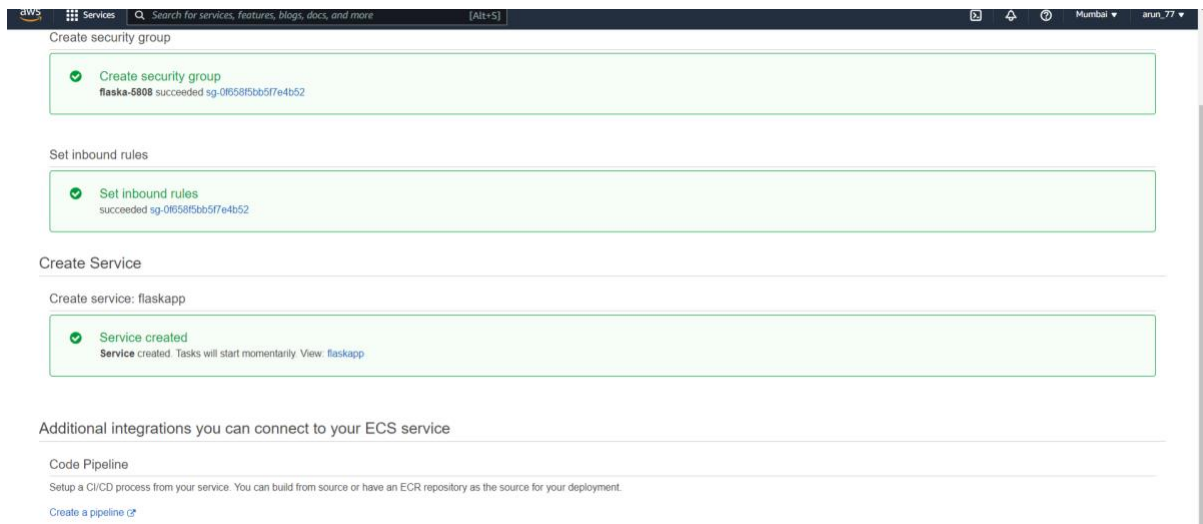 aws Services Search for services, features, blogs, docs, and more [Alt+S] Mumbai arun_77
Create security group
Create security group
flaska-5808 succeeded sg-0f658f5bb5f7e4b52
Set inbound rules
Set inbound rules
succeeded sg-0f658f5bb5f7e4b52
Create Service
Create service: flaskapp
Service created
Service created. Tasks will start momentarily. View: flaskapp
Additional integrations you can connect to your ECS service
Code Pipeline
Setup a CI/CD process from your service. You can build from source or have an ECR repository as the source for your deployment.
Create a pipeline